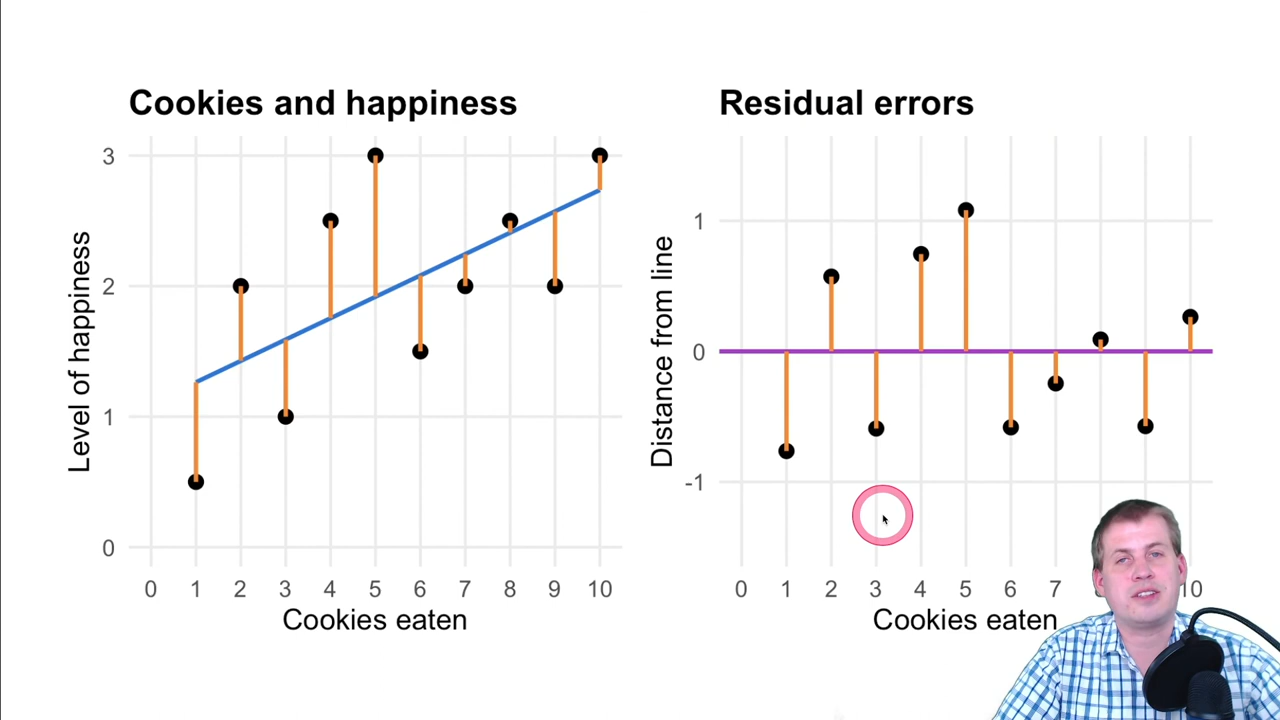 Cookies and happiness
3
2
1
0
Level of happiness
0 1 2 3 4 5 6 7 8 9 10
Cookies eaten
Residual errors
1
0
-1
Distance from line
0 1 2 3 4 5 6 7 10
Cookies eaten